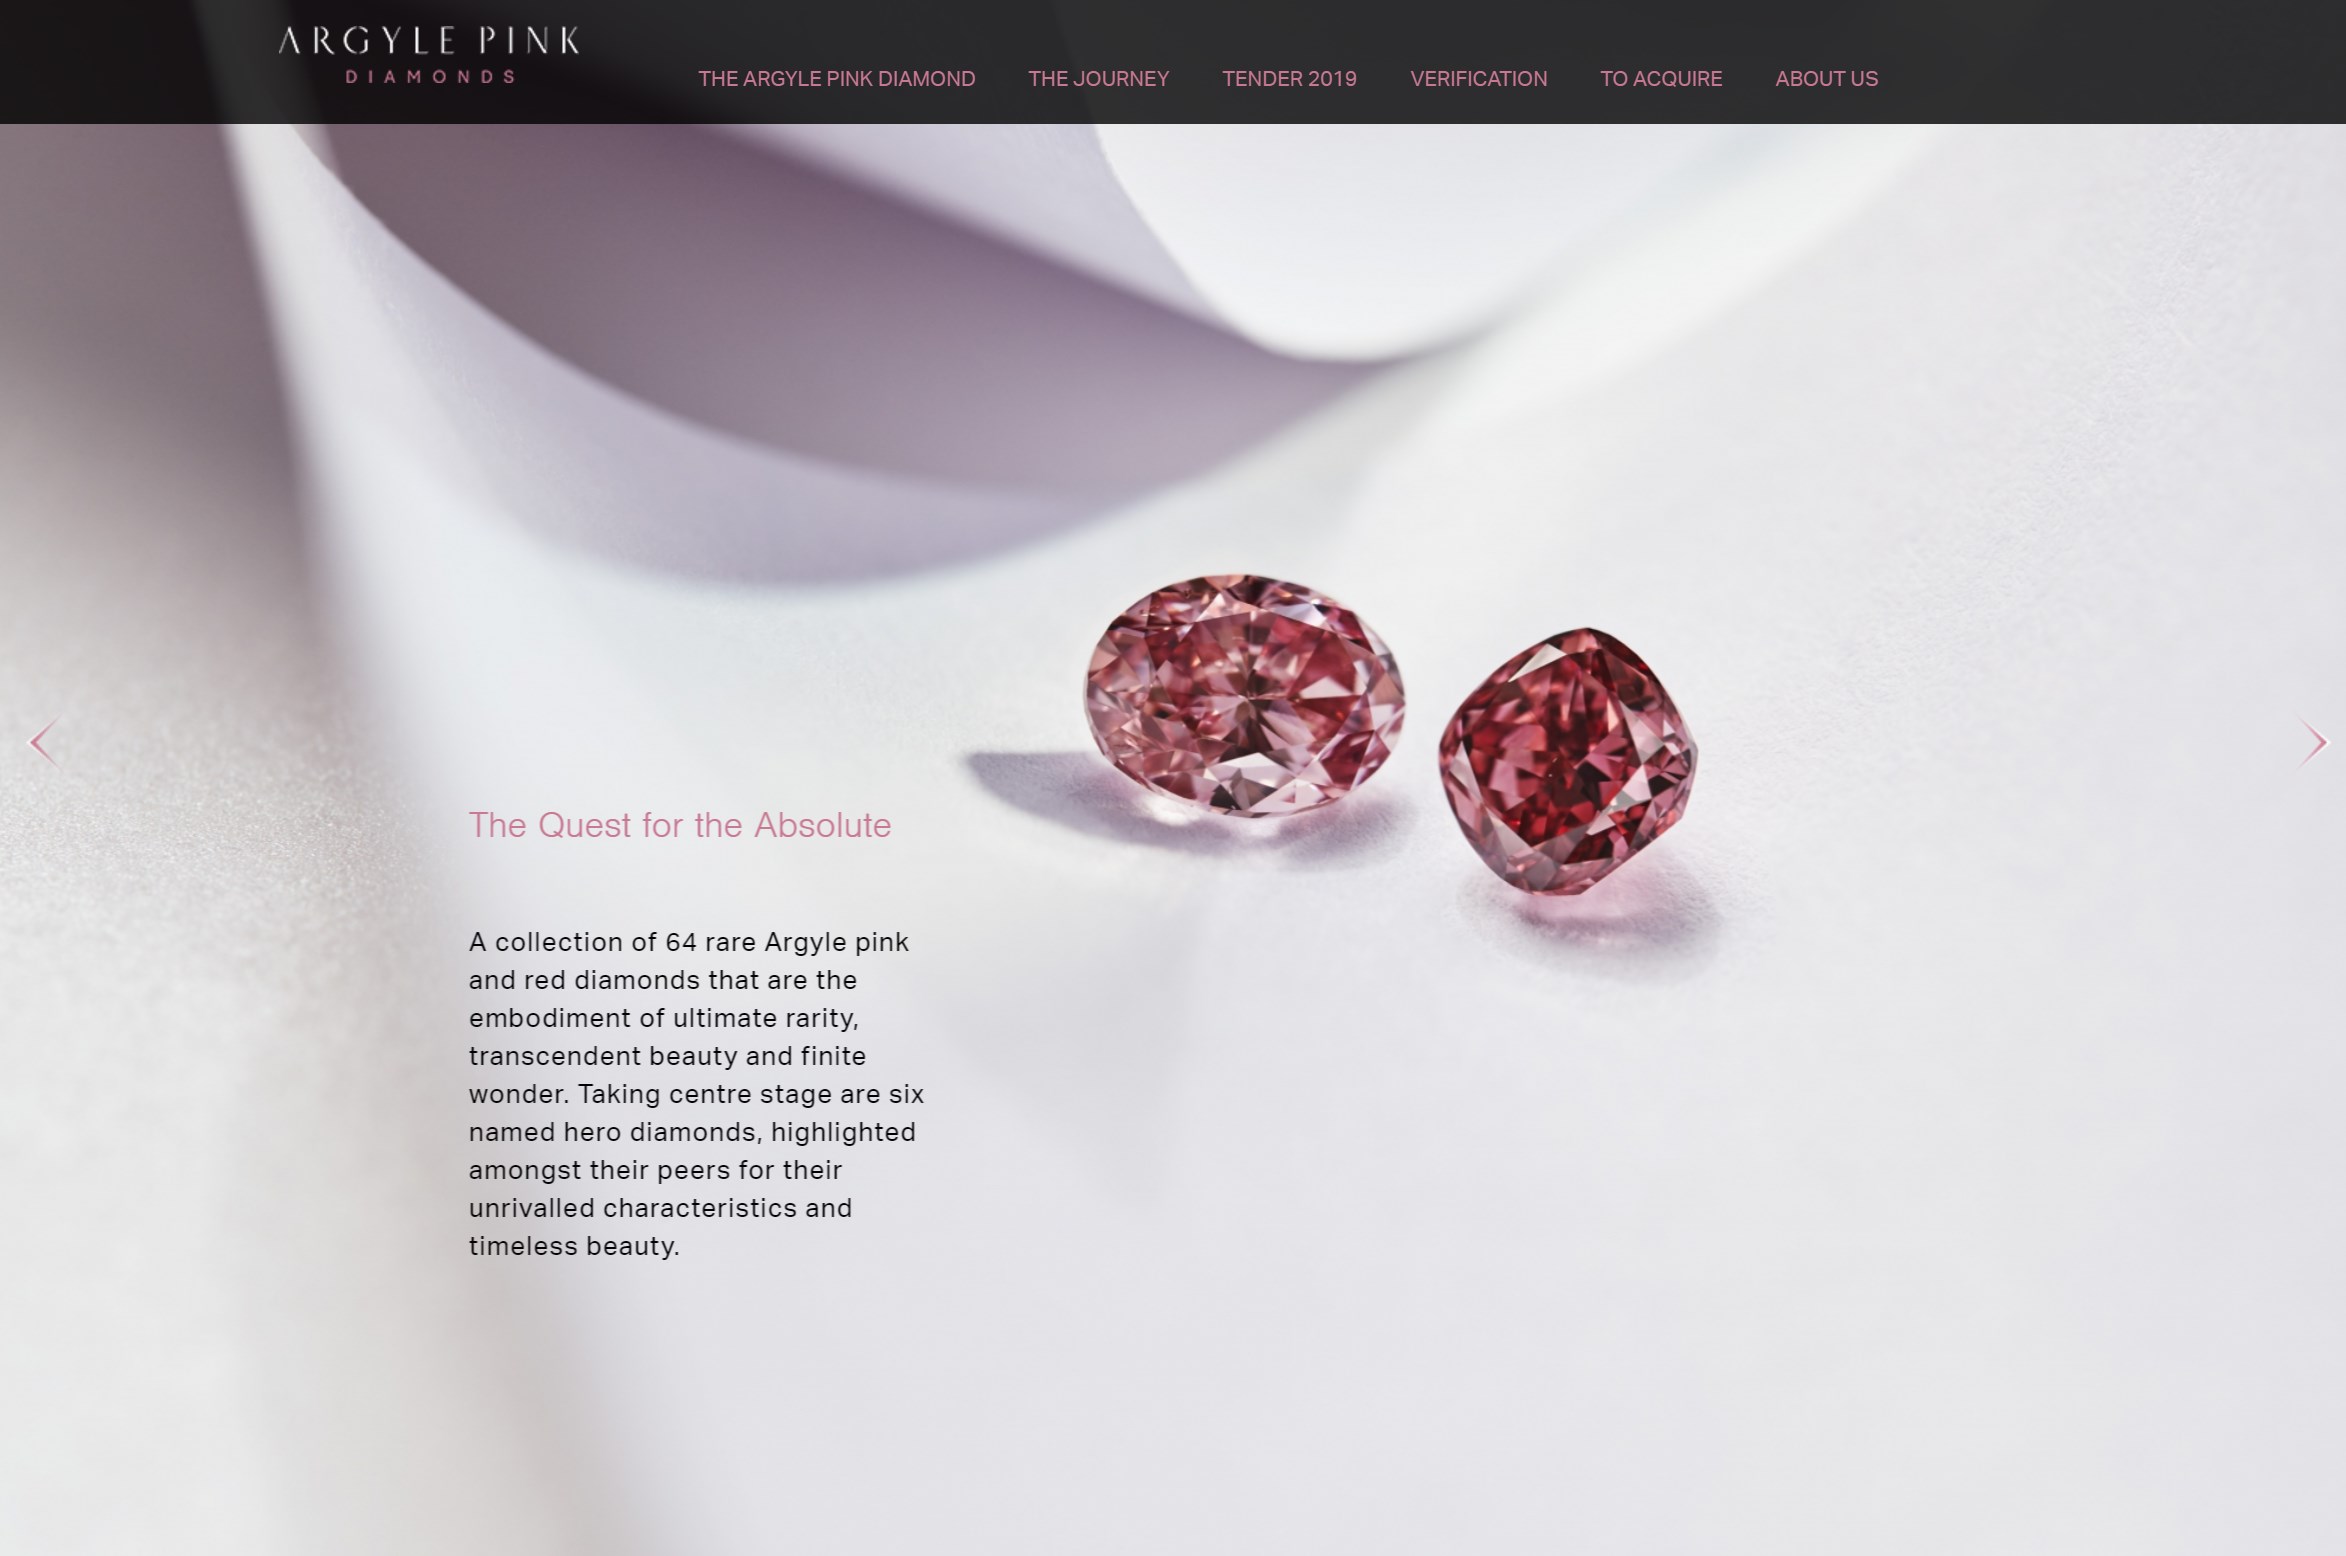 ARGYLE PINK
DIAMONDS
THE ARGYLE PINK DIAMOND
THE JOURNEY
TENDER 2019
VERIFICATION
TO ACQUIRE
ABOUT US
The Quest for the Absolute
A collection of 64 rare Argyle pink
and red diamonds that are the
embodiment of ultimate rarity,
transcendent beauty and finite
wonder. Taking centre stage are six
named hero diamonds, highlighted
amongst their peers for their
unrivalled characteristics and
timeless beauty.